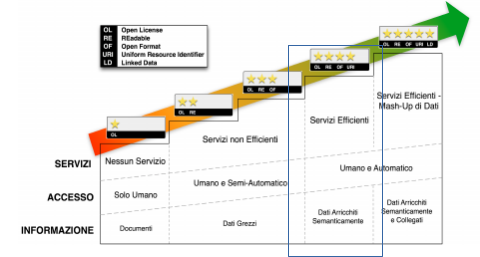 OL Open License
RE REadable
OF Open Format
URI Uniform Resource Identifier
LD Linked Data
OL RE OF URI LD
OL RE OF URI
OL RE OF
OL RE
OL
Servizi Efficienti -
Mash-Up di Dati
Servizi Efficienti
Servizi non Efficienti
SERVIZI
Nessun Servizio
Umano e Automatico
Umano e Semi-Automatico
ACCESSO
Solo Umano
Dati Arricchiti
Semanticamente
e Collegati
Dati Arricchiti
Semanticamente
Dati Grezzi
INFORMAZIONE
Documenti